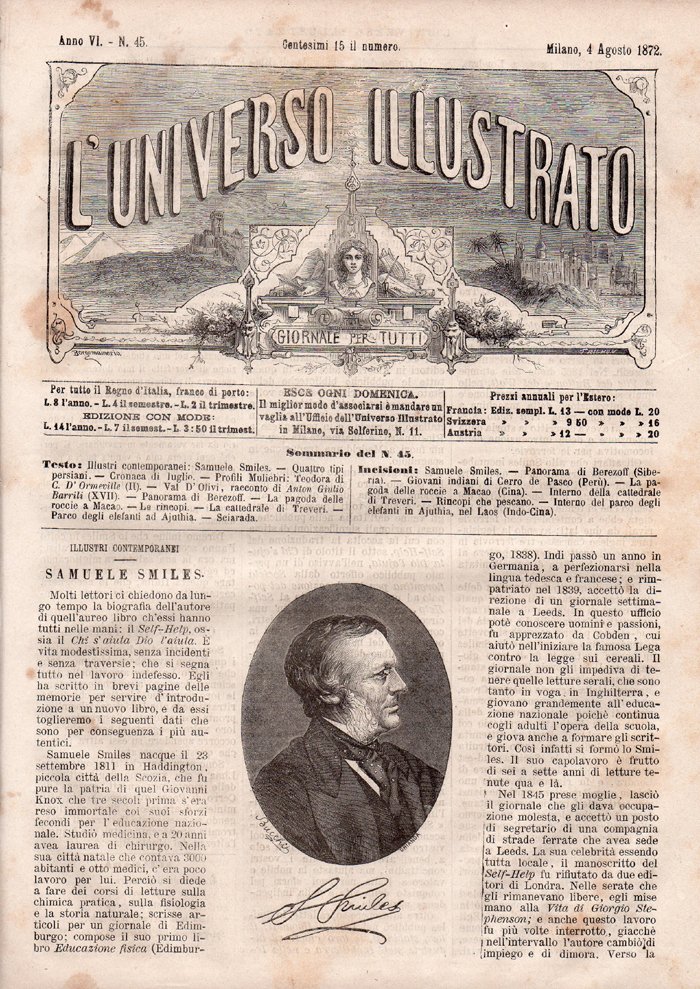 Anno VI. - N. 45.
Centesimi 15 il numero.
Milano, 4 Agosto 1872.
L'UNIVERSO ILLUSTRATO
GIORNALE PER TUTTI
Per tutto il Regno d'Italia, franco di porto:
L. 8 l'anno. - L. 4 il semestre. - L. 2 il trimestre.
EDIZIONE CON MODE:
L. 14 l'anno. - L. 7 il semest. - L. 3:50 il trimest.
ESCE OGNI DOMENICA.
Il miglior mode d'associarsi è mandare un
vaglia all'Ufficio dell'Universo Illustrato
in Milano, via Solferino, N. 11.
Prezzi annuali per l'Estero:
Francia: Ediz. sempl. L. 13 — con mode L. 20
Svizzera » 9 50 » » 16
Austria » 12 — » 20
Sommario del N. 45.
Testo: Illustri contemporanei: Samuele Smiles. — Quattro tipi
persiani. — Cronaca di luglio. — Profili Muliebri: Teodora di
C. D'Ormeville (II). — Val D'Olivi, racconto di Anton Giulio
Barrili (XVII). — Panorama di Berezoff. — La pagoda delle
roccie a Macao. — Le rincopi. — La cattedrale di Treveri. —
Parco degli elefanti ad Ajuthia. — Sciarada.
Incisioni: Samuele Smiles. — Panorama di Berezoff (Sibe-
ria). — Giovani indiani di Cerro de Pasco (Perù). — La pa-
goda delle roccie a Macao (Cina). — Interno della cattedrale
di Treveri. — Rincopi che pescano. — Interno del parco degli
elefanti in Ajuthia, nel Laos (Indo-Cina).
ILLUSTRI CONTEMPORANEI
SAMUELE SMILES.
Molti lettori ci chiedono da lun-
go tempo la biografia dell'autore
di quell'aureo libro ch'essi hanno
tutti nelle mani: il Self-Help, os-
sia il Chi s'aiuta Dio l'aiuta. È
vita modestissima, senza incidenti
e senza traversie; che si segna
tutto nel lavoro indefesso. Egli
ha scritto in brevi pagine delle
memorie per servire d'introdu-
zione a un nuovo libro, e da essi
toglieremo i seguenti dati che
sono per conseguenza i più au-
tentici.
Samuele Smiles nacque il 23
settembre 1811 in Haddington,
piccola città della Scozia, che fu
pure la patria di quel Giovanni
Knox che tre secoli prima s'era
reso immortale coi suoi sforzi
fecondi per l'educazione nazio-
nale. Studiò medicina, e a 20 anni
avea laurea di chirurgo. Nella
sua città natale che contava 3000
abitanti e otto medici, c'era poco
lavoro per lui. Perciò si diede
a fare dei corsi di letture sulla
chimica pratica, sulla fisiologia
e la storia naturale; scrisse ar-
ticoli per un giornale di Edim-
burgo; compose il suo primo li-
bro Educazione fisica (Edimbur-
S. Smiles
go, 1838). Indi passò un anno in
Germania, a perfezionarsi nella
lingua tedesca e francese; e rim-
patriato nel 1839, accettò la di-
rezione di un giornale settima-
nale a Leeds. In questo ufficio
potè conoscere uomini e passioni,
fu apprezzato da Cobden, cui
aiutò nell'iniziare la famosa Lega
contro la legge sui cereali. Il
giornale non gli impediva di te-
nere quelle letture serali, che sono
tanto in voga in Inghilterra, e
giovano grandemente all'educa-
zione nazionale poichè continua
cogli adulti l'opera della scuola,
e giova anche a formare gli scrit-
tori. Così infatti si formò lo Smi-
les. Il suo capolavoro è frutto
di sei a sette anni di letture te-
nute qua e là.
Nel 1845 prese moglie, lasciò
il giornale che gli dava occupa-
zione molesta, e accettò un posto
di segretario di una compagnia
di strade ferrate che avea sede
a Leeds. La sua celebrità essendo
tutta locale, il manoscritto del
Self-Help fu rifiutato da due edi-
tori di Londra. Nelle serate che
gli rimanevano libere, egli mise
mano alla Vita di Giorgio Ste-
phenson; e anche questo lavoro
fu più volte interrotto, giacchè
nell'intervallo l'autore cambiò di
impiego e di dimora. Verso la